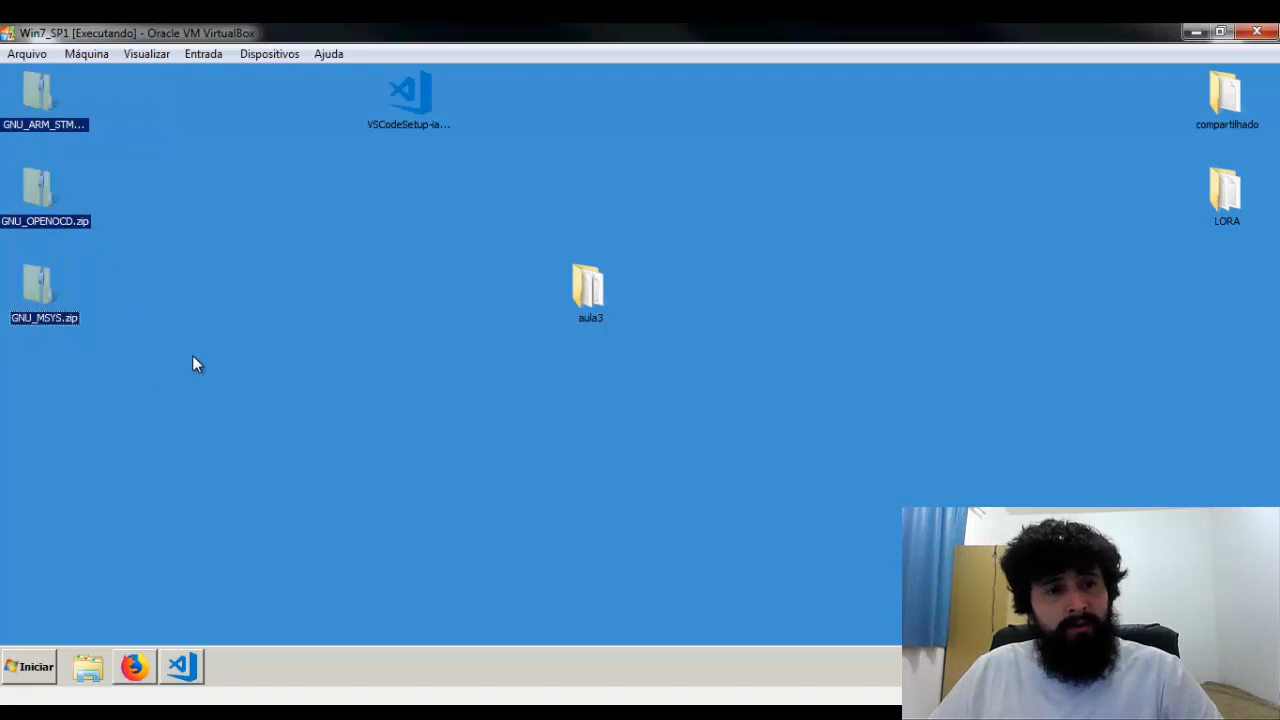 Win7_SP1 [Executando] - Oracle VM VirtualBox
Arquivo Máquina Visualizar Entrada Dispositivos Ajuda
GNU_ARM_STM...
VSCodeSetup-ia...
compartilhado
GNU_OPENOCD.zip
LORA
GNU_MSYS.zip
aula3
Iniciar